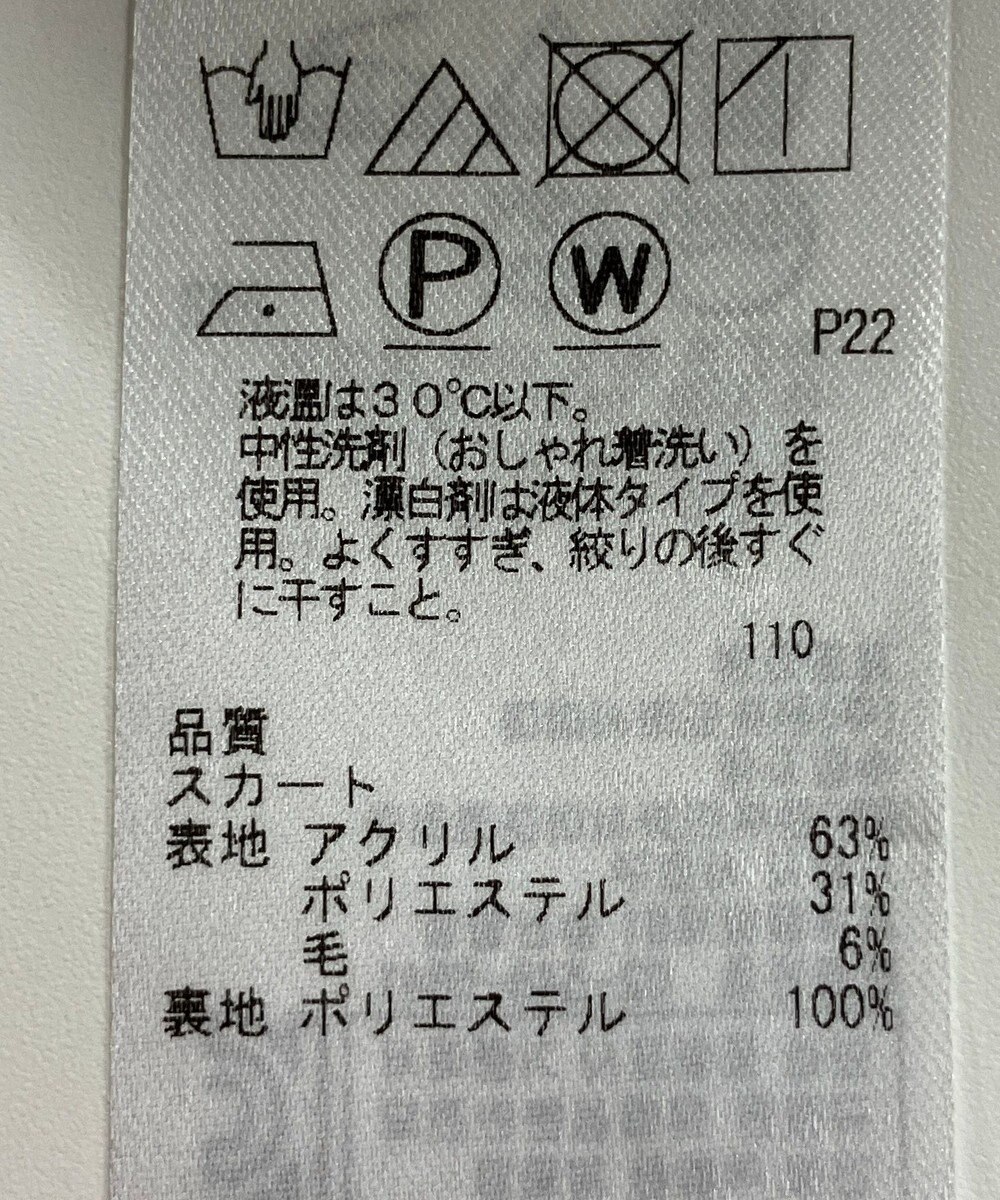 P W
P22
液温は30℃以下。
中性洗剤(おしゃれ着洗い)を
使用。漂白剤は液体タイプを使
用。よくすすぎ、絞りの後すぐ
に干すこと。
110
品質
スカート
表地 アクリル 63%
ポリエステル 31%
毛 6%
裏地 ポリエステル 100%